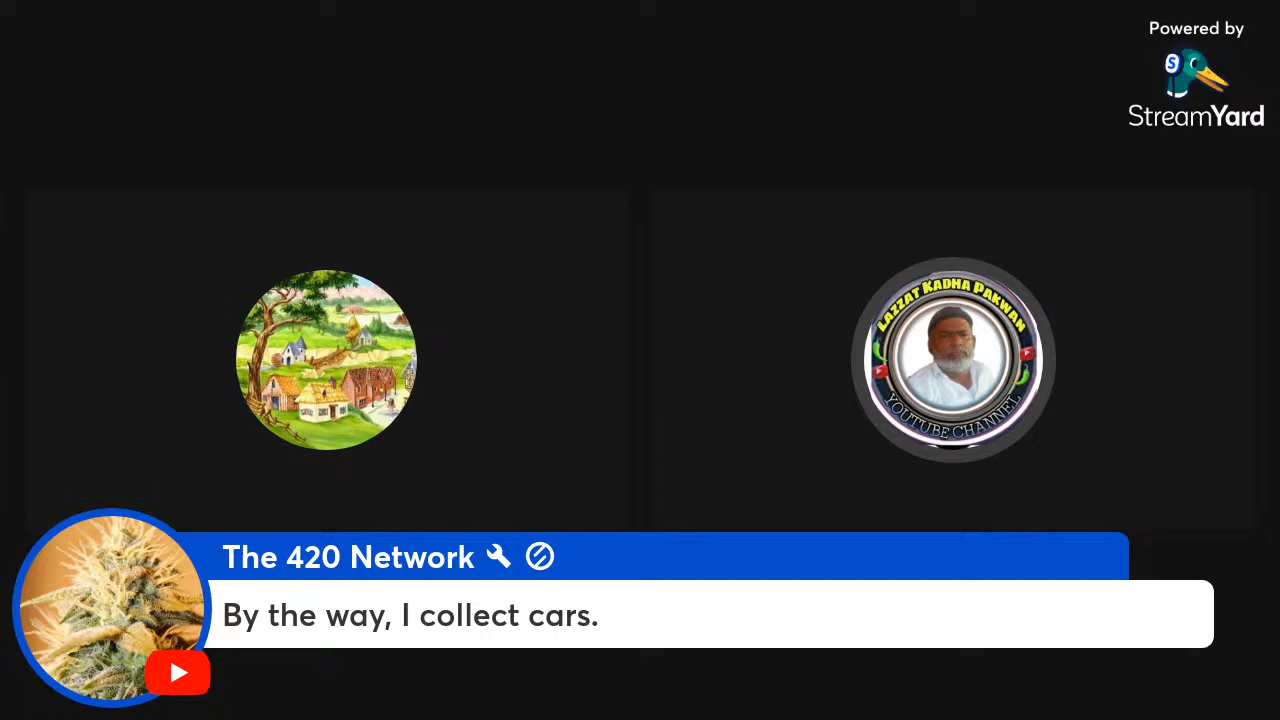 Powered by
S
StreamYard
LAZZAT KADHA PAKWAN
YOUTUBE CHANNEL
The 420 Network
By the way, I collect cars.